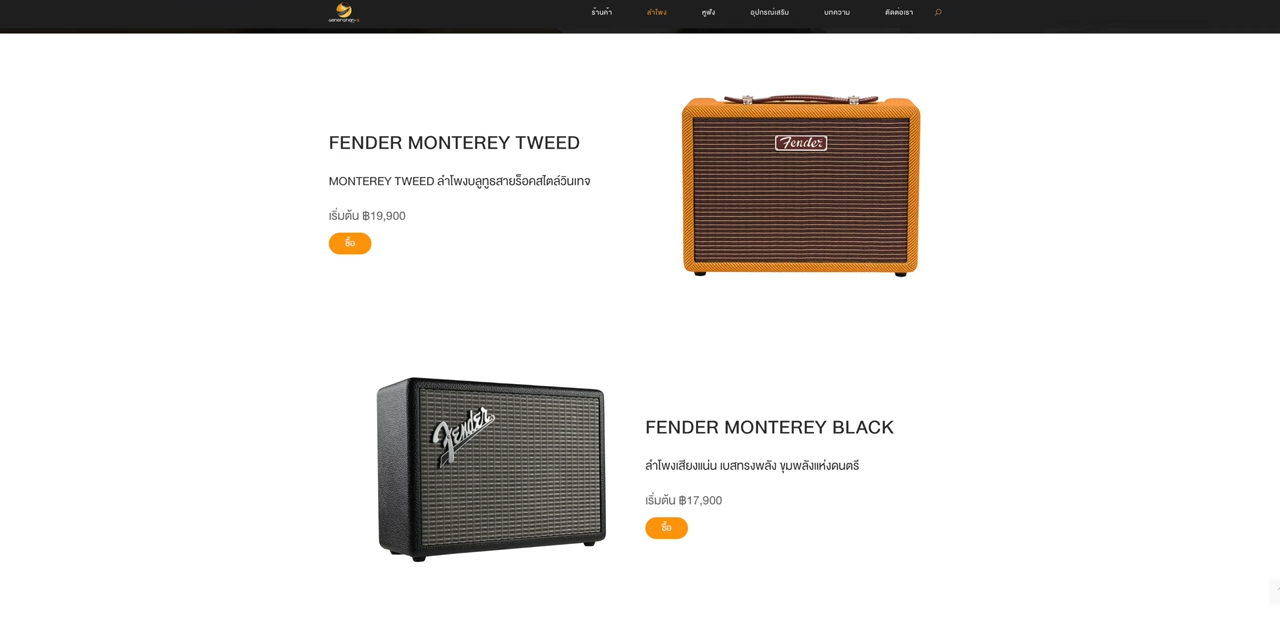 ร้านค้า ลำโพง หูฟัง อุปกรณ์เสริม บทความ ติดต่อเรา
FENDER MONTEREY TWEED
MONTEREY TWEED ลำโพงบลูทูธสายร็อคสไตล์วินเทจ
เริ่มต้น ฿19,900
ซื้อ
Fender
Fender
FENDER MONTEREY BLACK
ลำโพงเสียงแน่น เบสทรงพลัง ขุมพลังแห่งดนตรี
เริ่มต้น ฿17,900
ซื้อ